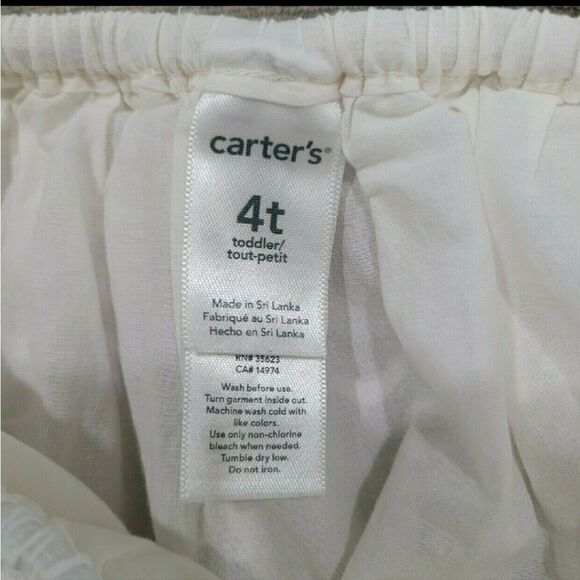 carter's®
4t
toddler/
tout-petit
Made in Sri Lanka
Fabriqué au Sri Lanka
Hecho en Sri Lanka
RN# 35623
CA# 14974
Wash before use.
Turn garment inside out.
Machine wash cold with
like colors.
Use only non-chlorine
bleach when needed.
Tumble dry low.
Do not iron.